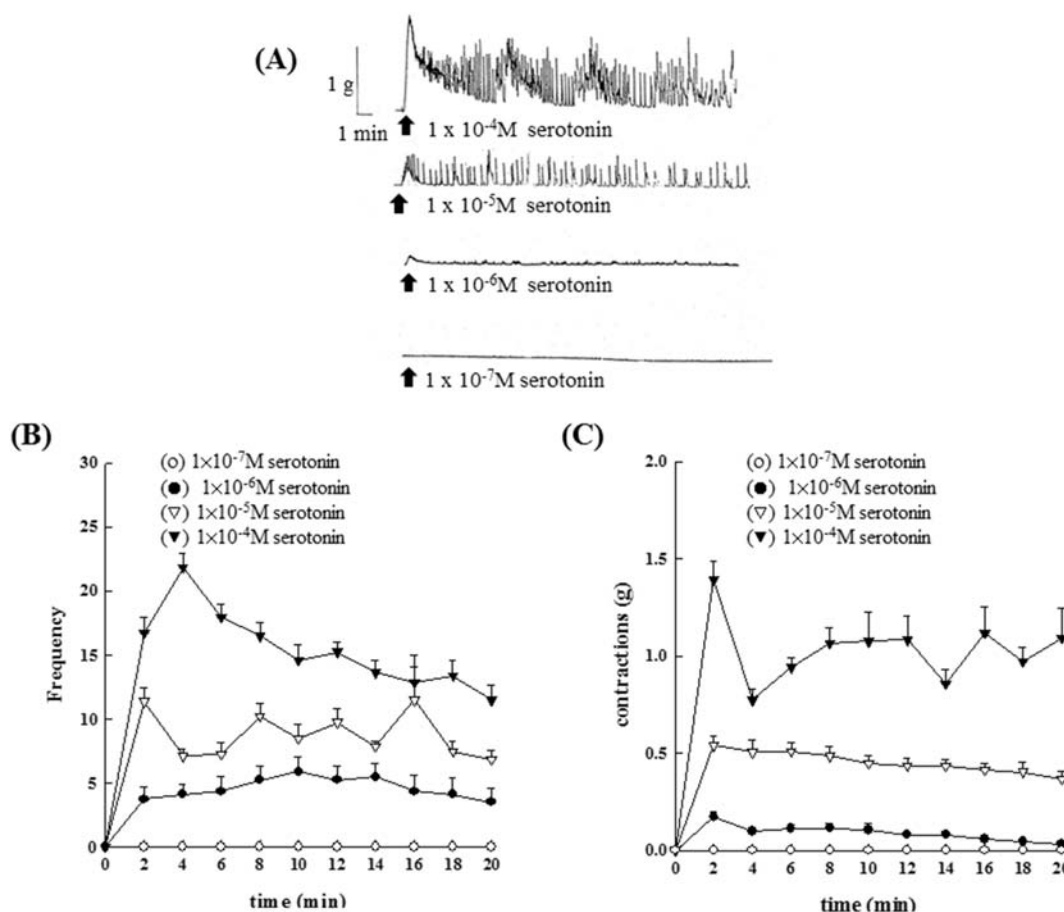 (A)
1 g
1 min
1 x 10⁻⁴M serotonin
1 x 10⁻⁵M serotonin
1 x 10⁻⁶M serotonin
1 x 10⁻⁷M serotonin
(B)
(○) 1×10⁻⁷M serotonin
(●) 1×10⁻⁶M serotonin
(▽) 1×10⁻⁵M serotonin
(▼) 1×10⁻⁴M serotonin
30
25
20
15
10
5
0
Frequency
0 2 4 6 8 10 12 14 16 18 20
time (min)
(C)
(○) 1×10⁻⁷M serotonin
(●) 1×10⁻⁶M serotonin
(▽) 1×10⁻⁵M serotonin
(▼) 1×10⁻⁴M serotonin
2.0
1.5
1.0
0.5
0.0
contractions (g)
0 2 4 6 8 10 12 14 16 18 20
time (min)